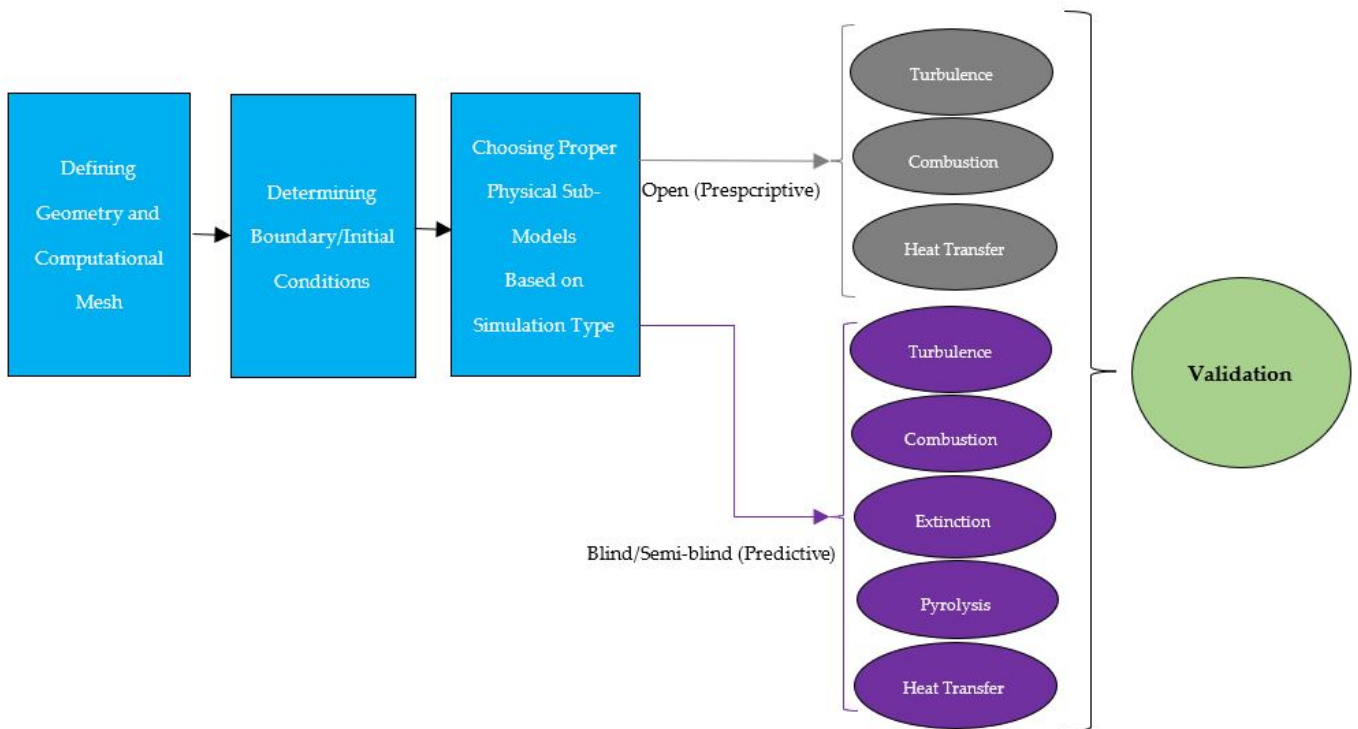 Defining
Geometry and
Computational
Mesh
Determining
Boundary/Initial
Conditions
Choosing Proper
Physical Sub-
Models
Based on
Simulation Type
Open (Prespcriptive)
Turbulence
Combustion
Heat Transfer
Blind/Semi-blind (Predictive)
Turbulence
Combustion
Extinction
Pyrolysis
Heat Transfer
Validation